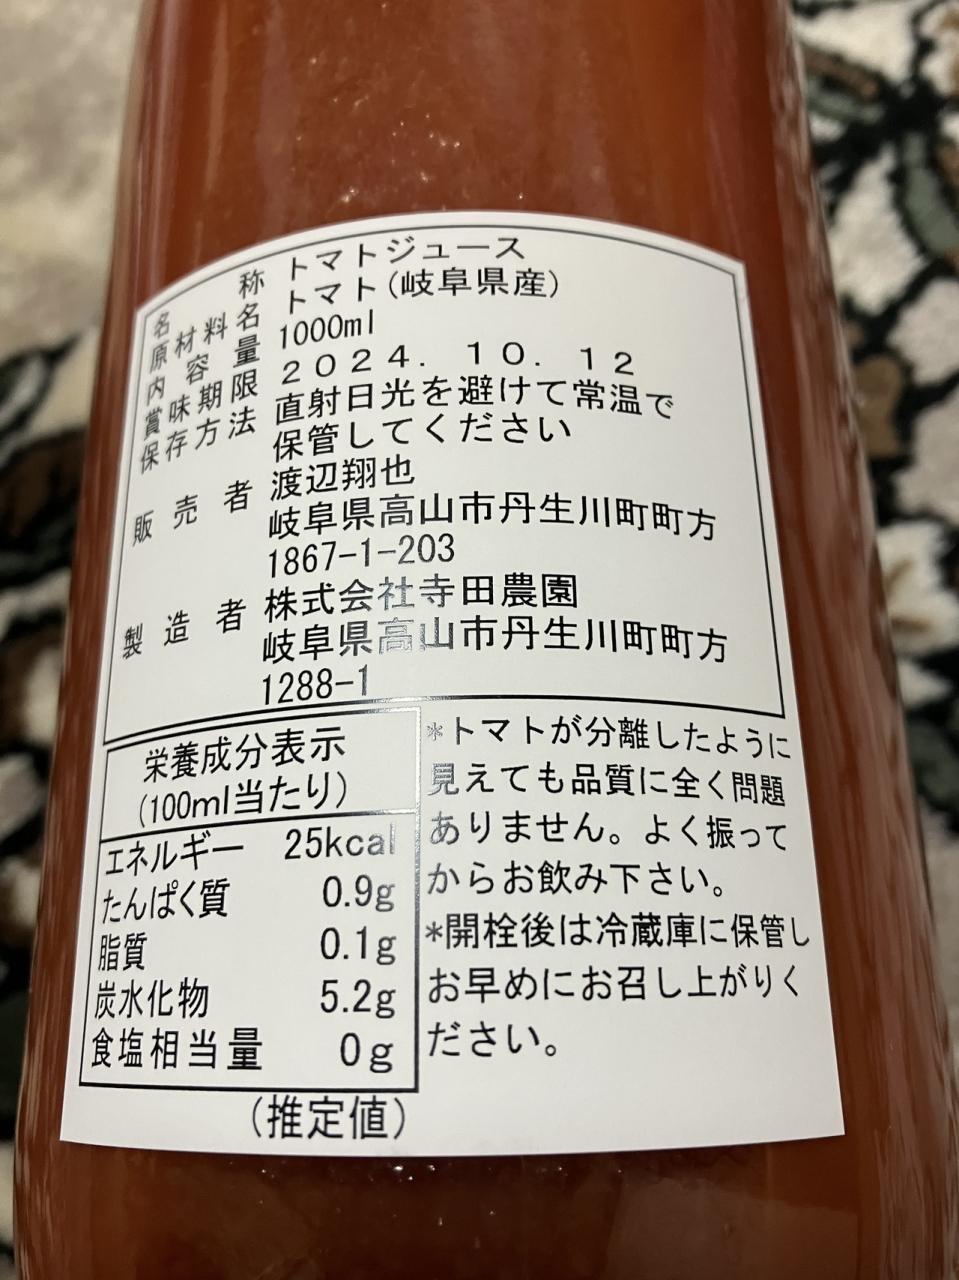 名称 トマトジュース
原材料名 トマト(岐阜県産)
内容量 1000ml
賞味期限 2024. 10. 12
保存方法 直射日光を避けて常温で
保管してください
販売者 渡辺翔也
岐阜県高山市丹生川町町方
1867-1-203
製造者 株式会社寺田農園
岐阜県高山市丹生川町町方
1288-1
栄養成分表示
(100ml当たり)
エネルギー 25kcal
たんぱく質 0.9g
脂質 0.1g
炭水化物 5.2g
食塩相当量 0g
(推定値)
*トマトが分離したように
見えても品質に全く問題
ありません。よく振って
からお飲み下さい。
*開栓後は冷蔵庫に保管し
お早めにお召し上がりく
ださい。